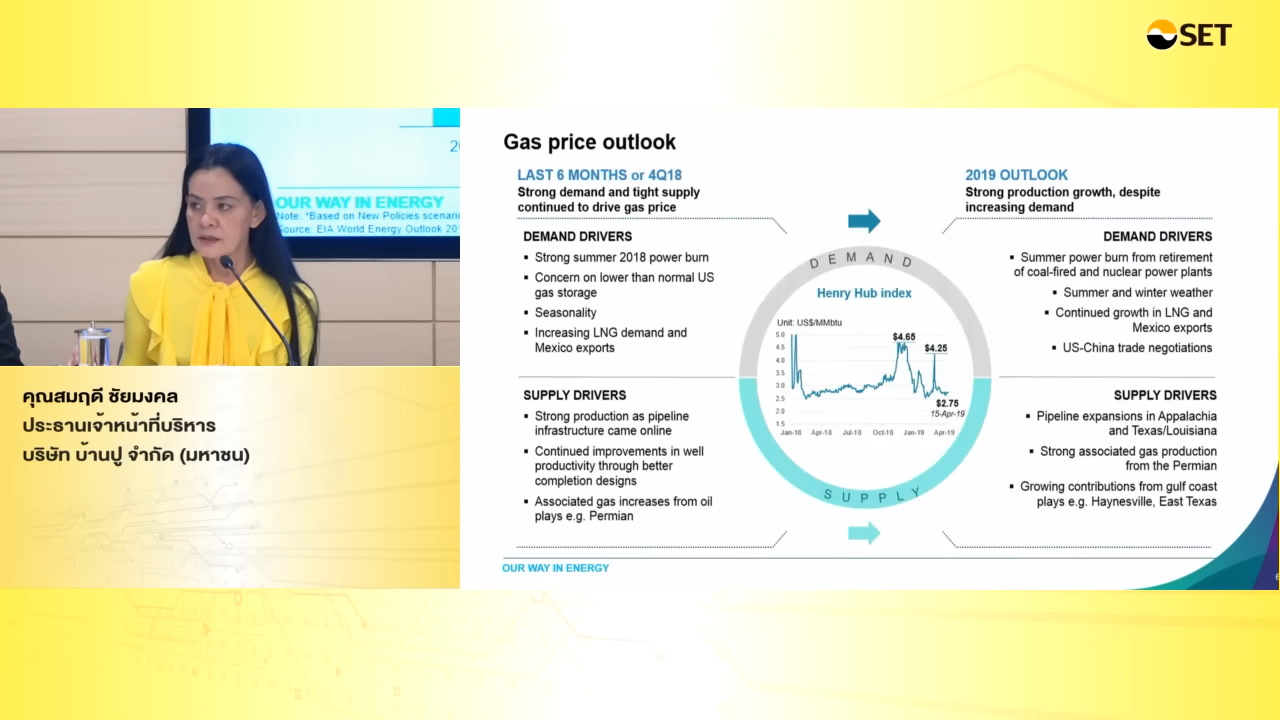 SET
20
OUR WAY IN ENERGY
Note: *Based on New Policies scenari
Source: EIA World Energy Outlook 20
คุณสมฤดี ชัยมงคล
ประธานเจ้าหน้าที่บริหาร
บริษัท บ้านปู จำกัด (มหาชน)
Gas price outlook
LAST 6 MONTHS or 4Q18
Strong demand and tight supply
continued to drive gas price
DEMAND DRIVERS
▪ Strong summer 2018 power burn
▪ Concern on lower than normal US
gas storage
▪ Seasonality
▪ Increasing LNG demand and
Mexico exports
SUPPLY DRIVERS
▪ Strong production as pipeline
infrastructure came online
▪ Continued improvements in well
productivity through better
completion designs
▪ Associated gas increases from oil
plays e.g. Permian
DEMAND
Henry Hub index
Unit: US$/MMbtu
5.0
4.5
4.0
3.5
3.0
2.5
2.0
1.5
$4.65
$4.25
$2.75
15-Apr-19
Jan-18 Apr-18 Jul-18 Oct-18 Jan-19 Apr-19
SUPPLY
2019 OUTLOOK
Strong production growth, despite
increasing demand
DEMAND DRIVERS
▪ Summer power burn from retirement
of coal-fired and nuclear power plants
▪ Summer and winter weather
▪ Continued growth in LNG and
Mexico exports
▪ US-China trade negotiations
SUPPLY DRIVERS
▪ Pipeline expansions in Appalachia
and Texas/Louisiana
▪ Strong associated gas production
from the Permian
▪ Growing contributions from gulf coast
plays e.g. Haynesville, East Texas
OUR WAY IN ENERGY
6